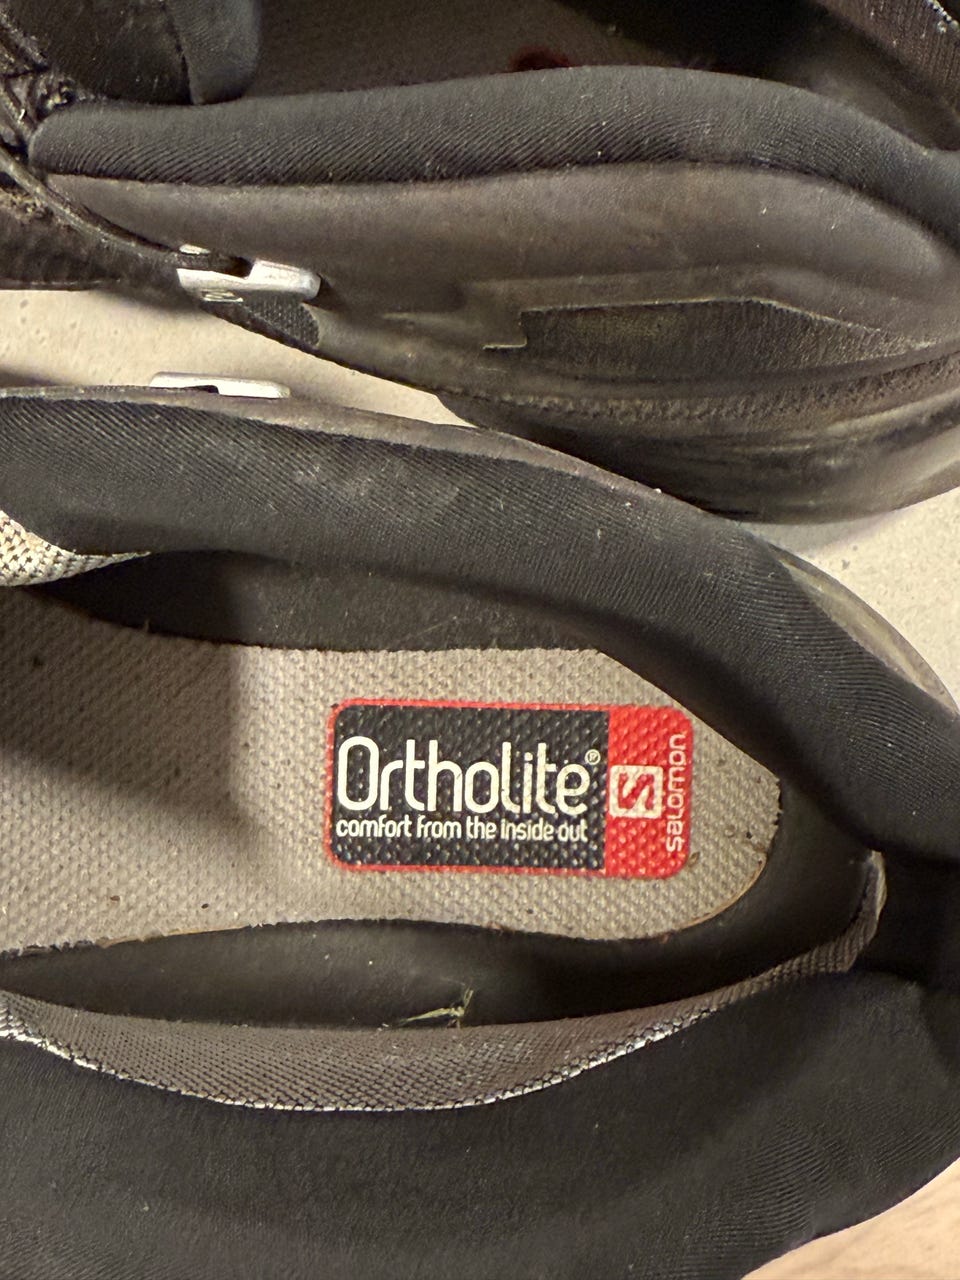 Ortholite®
comfort from the inside out
S
salomon